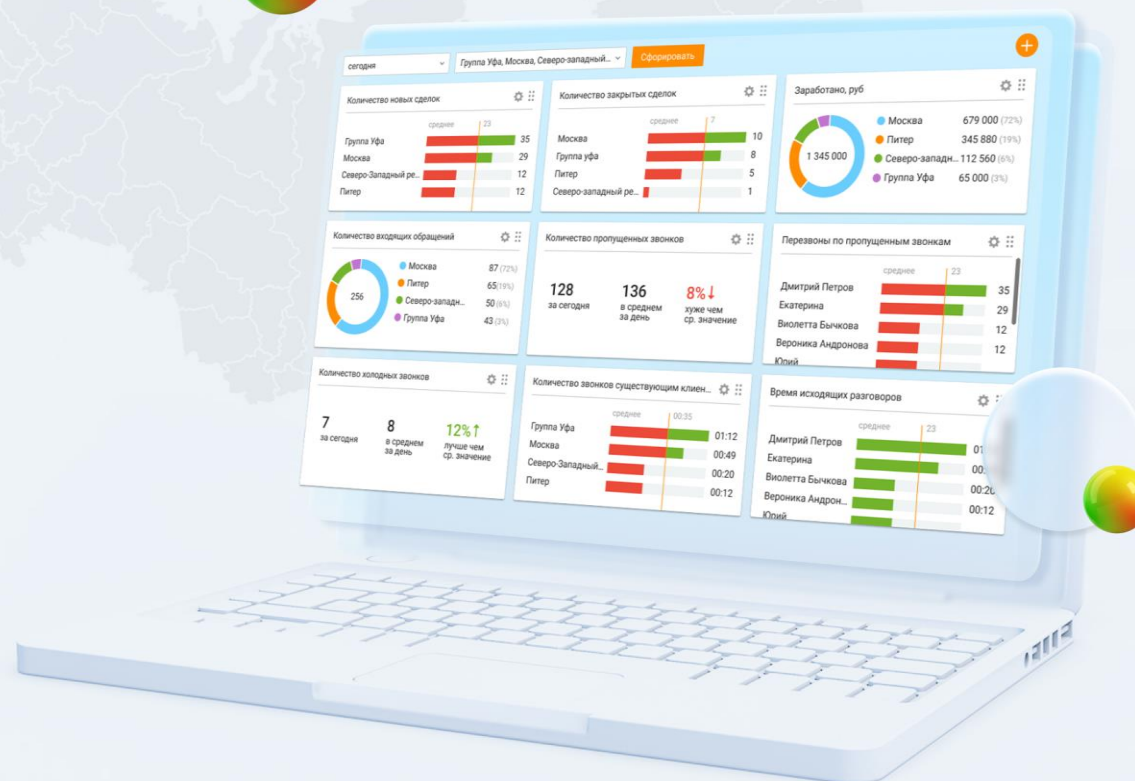 сегодня
Группа Уфа, Москва, Северо-западный...
Сфорировать
Количество новых сделок
среднее 23
Группа Уфа 35
Москва 29
Северо-Западный ре... 12
Питер 12
Количество закрытых сделок
среднее 7
Москва 10
Группа уфа 8
Питер 5
Северо-западный ре... 1
Заработано, руб
1 345 000
Москва 679 000 (72%)
Питер 345 880 (19%)
Северо-западн... 112 560 (6%)
Группа Уфа 65 000 (3%)
Количество входящих обращений
256
Москва 87 (72%)
Питер 65(19%)
Северо-западн... 50 (6%)
Группа Уфа 43 (3%)
Количество пропущенных звонков
128 136 8%↓
за сегодня в среднем хуже чем
за день ср. значение
Перезвоны по пропущенным звонкам
среднее 23
Дмитрий Петров 35
Екатерина 29
Виолетта Бычкова 12
Вероника Андронова 12
Юрий
Количество холодных звонков
7 8 12%↑
за сегодня в среднем лучше чем
за день ср. значение
Количество звонков существующим клиен...
среднее 00:35
Группа Уфа 01:12
Москва 00:49
Северо-Западный... 00:20
Питер 00:12
Время исходящих разговоров
среднее 23
Дмитрий Петров
Екатерина
Виолетта Бычкова 00:20
Вероника Андрон... 00:12
Юрий